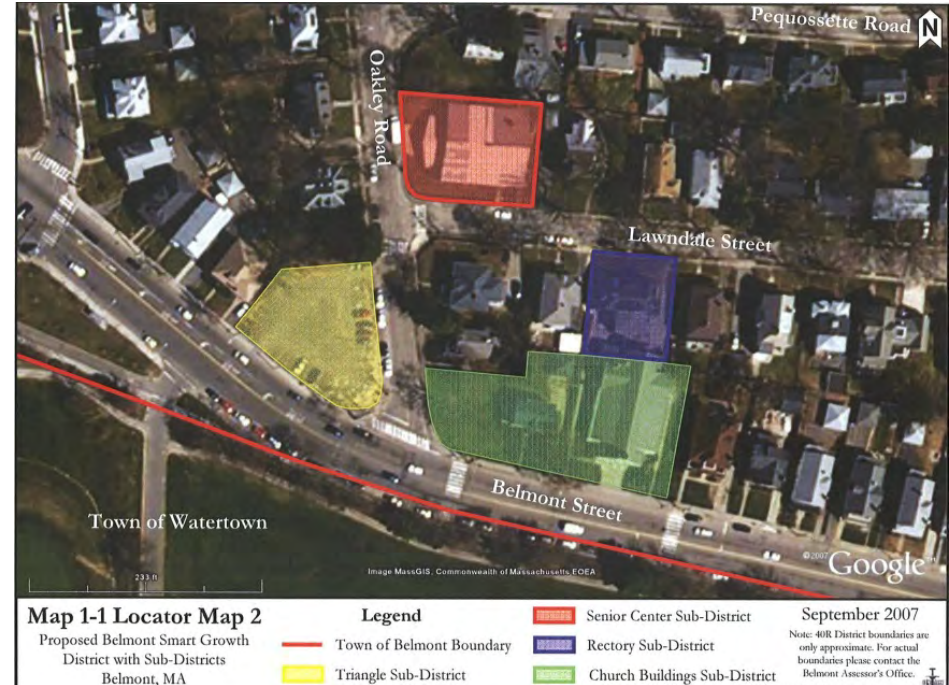 Pequossette Road
N
Oakley Road
Lawndale Street
Belmont Street
Town of Watertown
©2007 Google™
233 ft
Image MassGIS, Commonwealth of Massachusetts EOEA
Map 1-1 Locator Map 2
Proposed Belmont Smart Growth
District with Sub-Districts
Belmont, MA
Legend
Town of Belmont Boundary
Triangle Sub-District
Senior Center Sub-District
Rectory Sub-District
Church Buildings Sub-District
September 2007
Note: 40R District boundaries are
only approximate. For actual
boundaries please contact the
Belmont Assessor's Office.